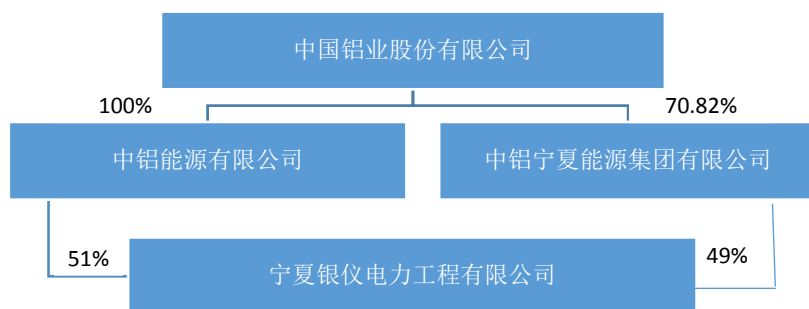 中国铝业股份有限公司
100%
70.82%
中铝能源有限公司
中铝宁夏能源集团有限公司
51%
49%
宁夏银仪电力工程有限公司